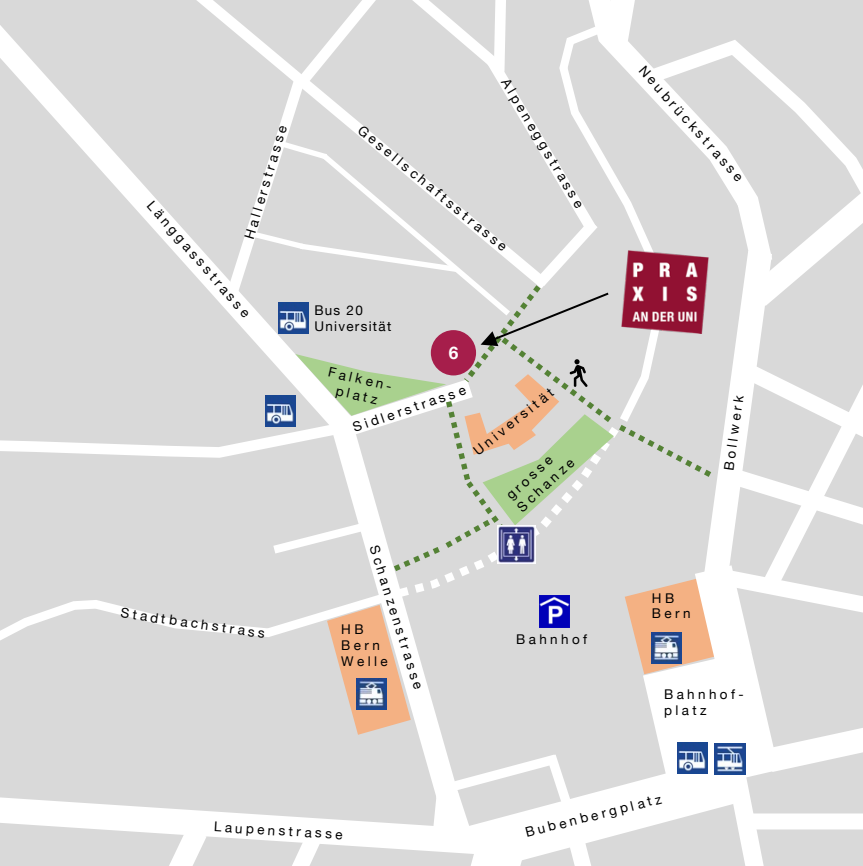 Neubrückstrasse
Alpeneggstrasse
Gesellschaftsstrasse
Hallerstrasse
Länggassstrasse
P R A
X I S
AN DER UNI
Bus 20
Universität
6
Falken-
platz
Sidlerstrasse
Universität
Bollwerk
grosse
Schanze
Schanzenstrasse
Stadtbachstrass
P
Bahnhof
HB
Bern
HB
Bern
Welle
Bahnhof-
platz
Bubenbergplatz
Laupenstrasse